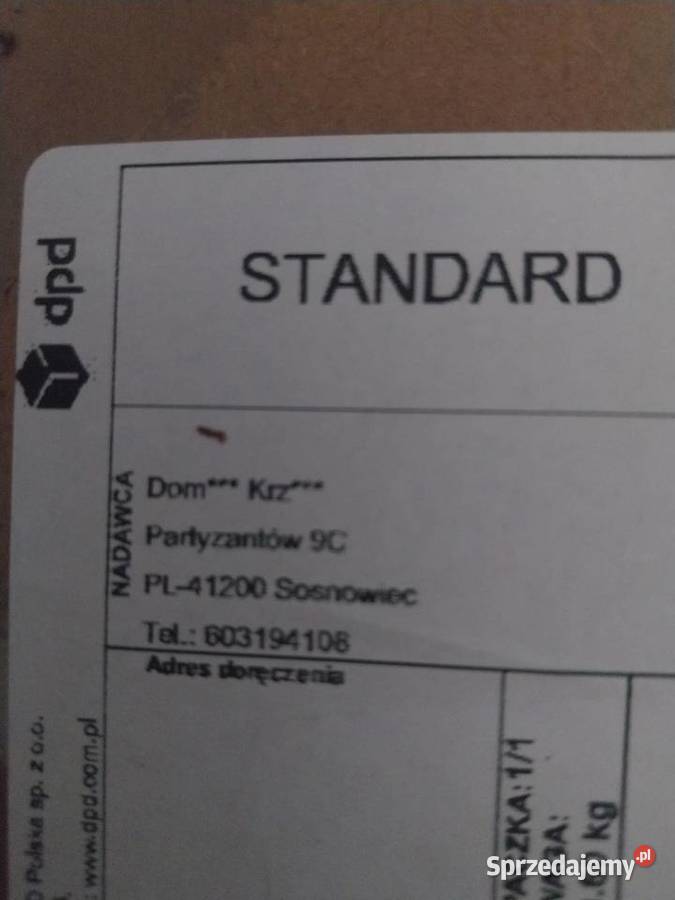 dpd
STANDARD
NADAWCA
Dom*** Krz***
Partyzantów 9C
PL-41200 Sosnowiec
Tel.: 603194106
Adres doręczenia
PACZKA: 1/1
WAGA:
kg
Polska sp. z o.o.
www.dpd.com.pl
Sprzedajemy.pl